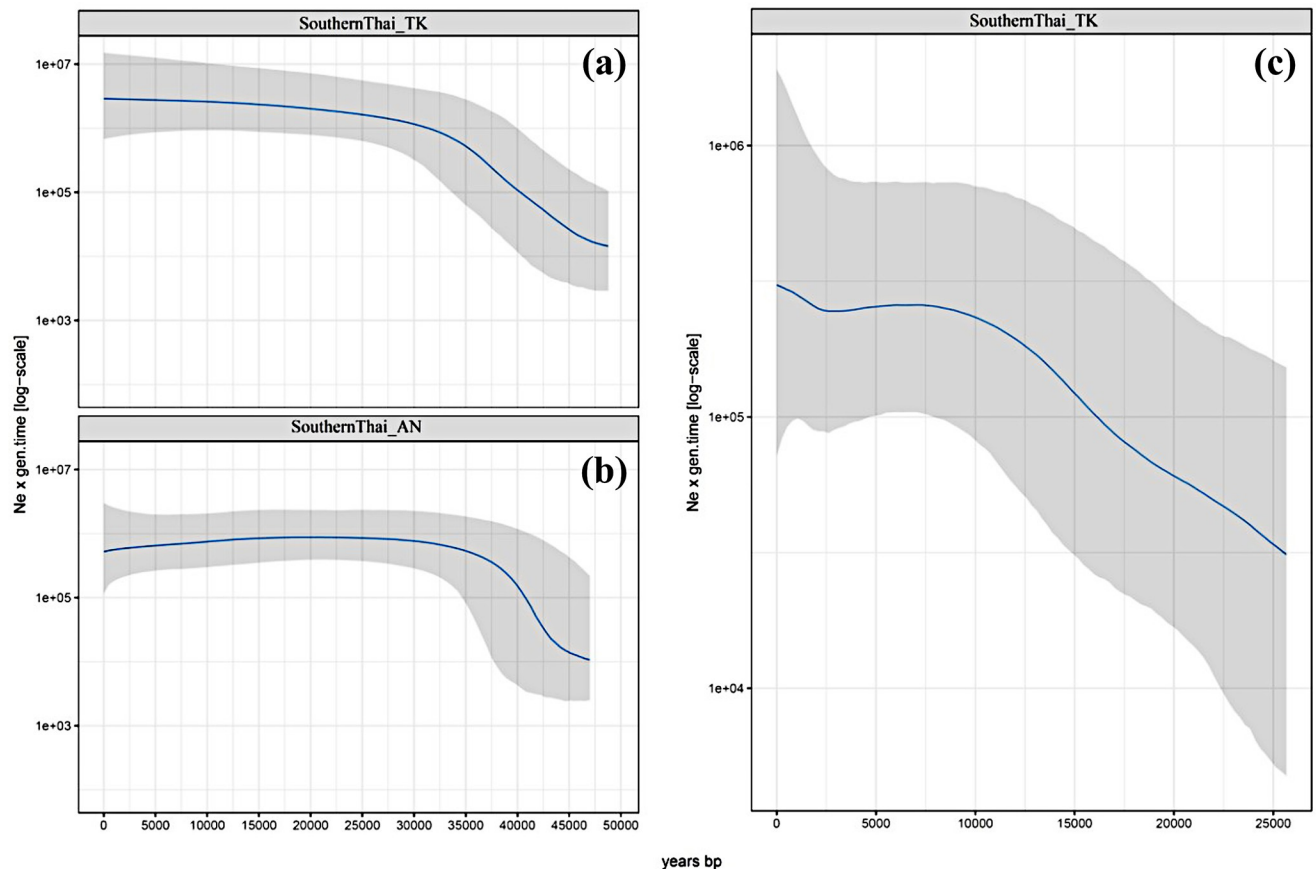 SouthernThai_TK
(a)
1e+07
1e+05
1e+03
SouthernThai_AN
(b)
1e+07
1e+05
1e+03
0 5000 10000 15000 20000 25000 30000 35000 40000 45000 50000
Ne x gen.time [log−scale]
SouthernThai_TK
(c)
1e+06
1e+05
1e+04
0 5000 10000 15000 20000 25000
Ne x gen.time [log−scale]
years bp